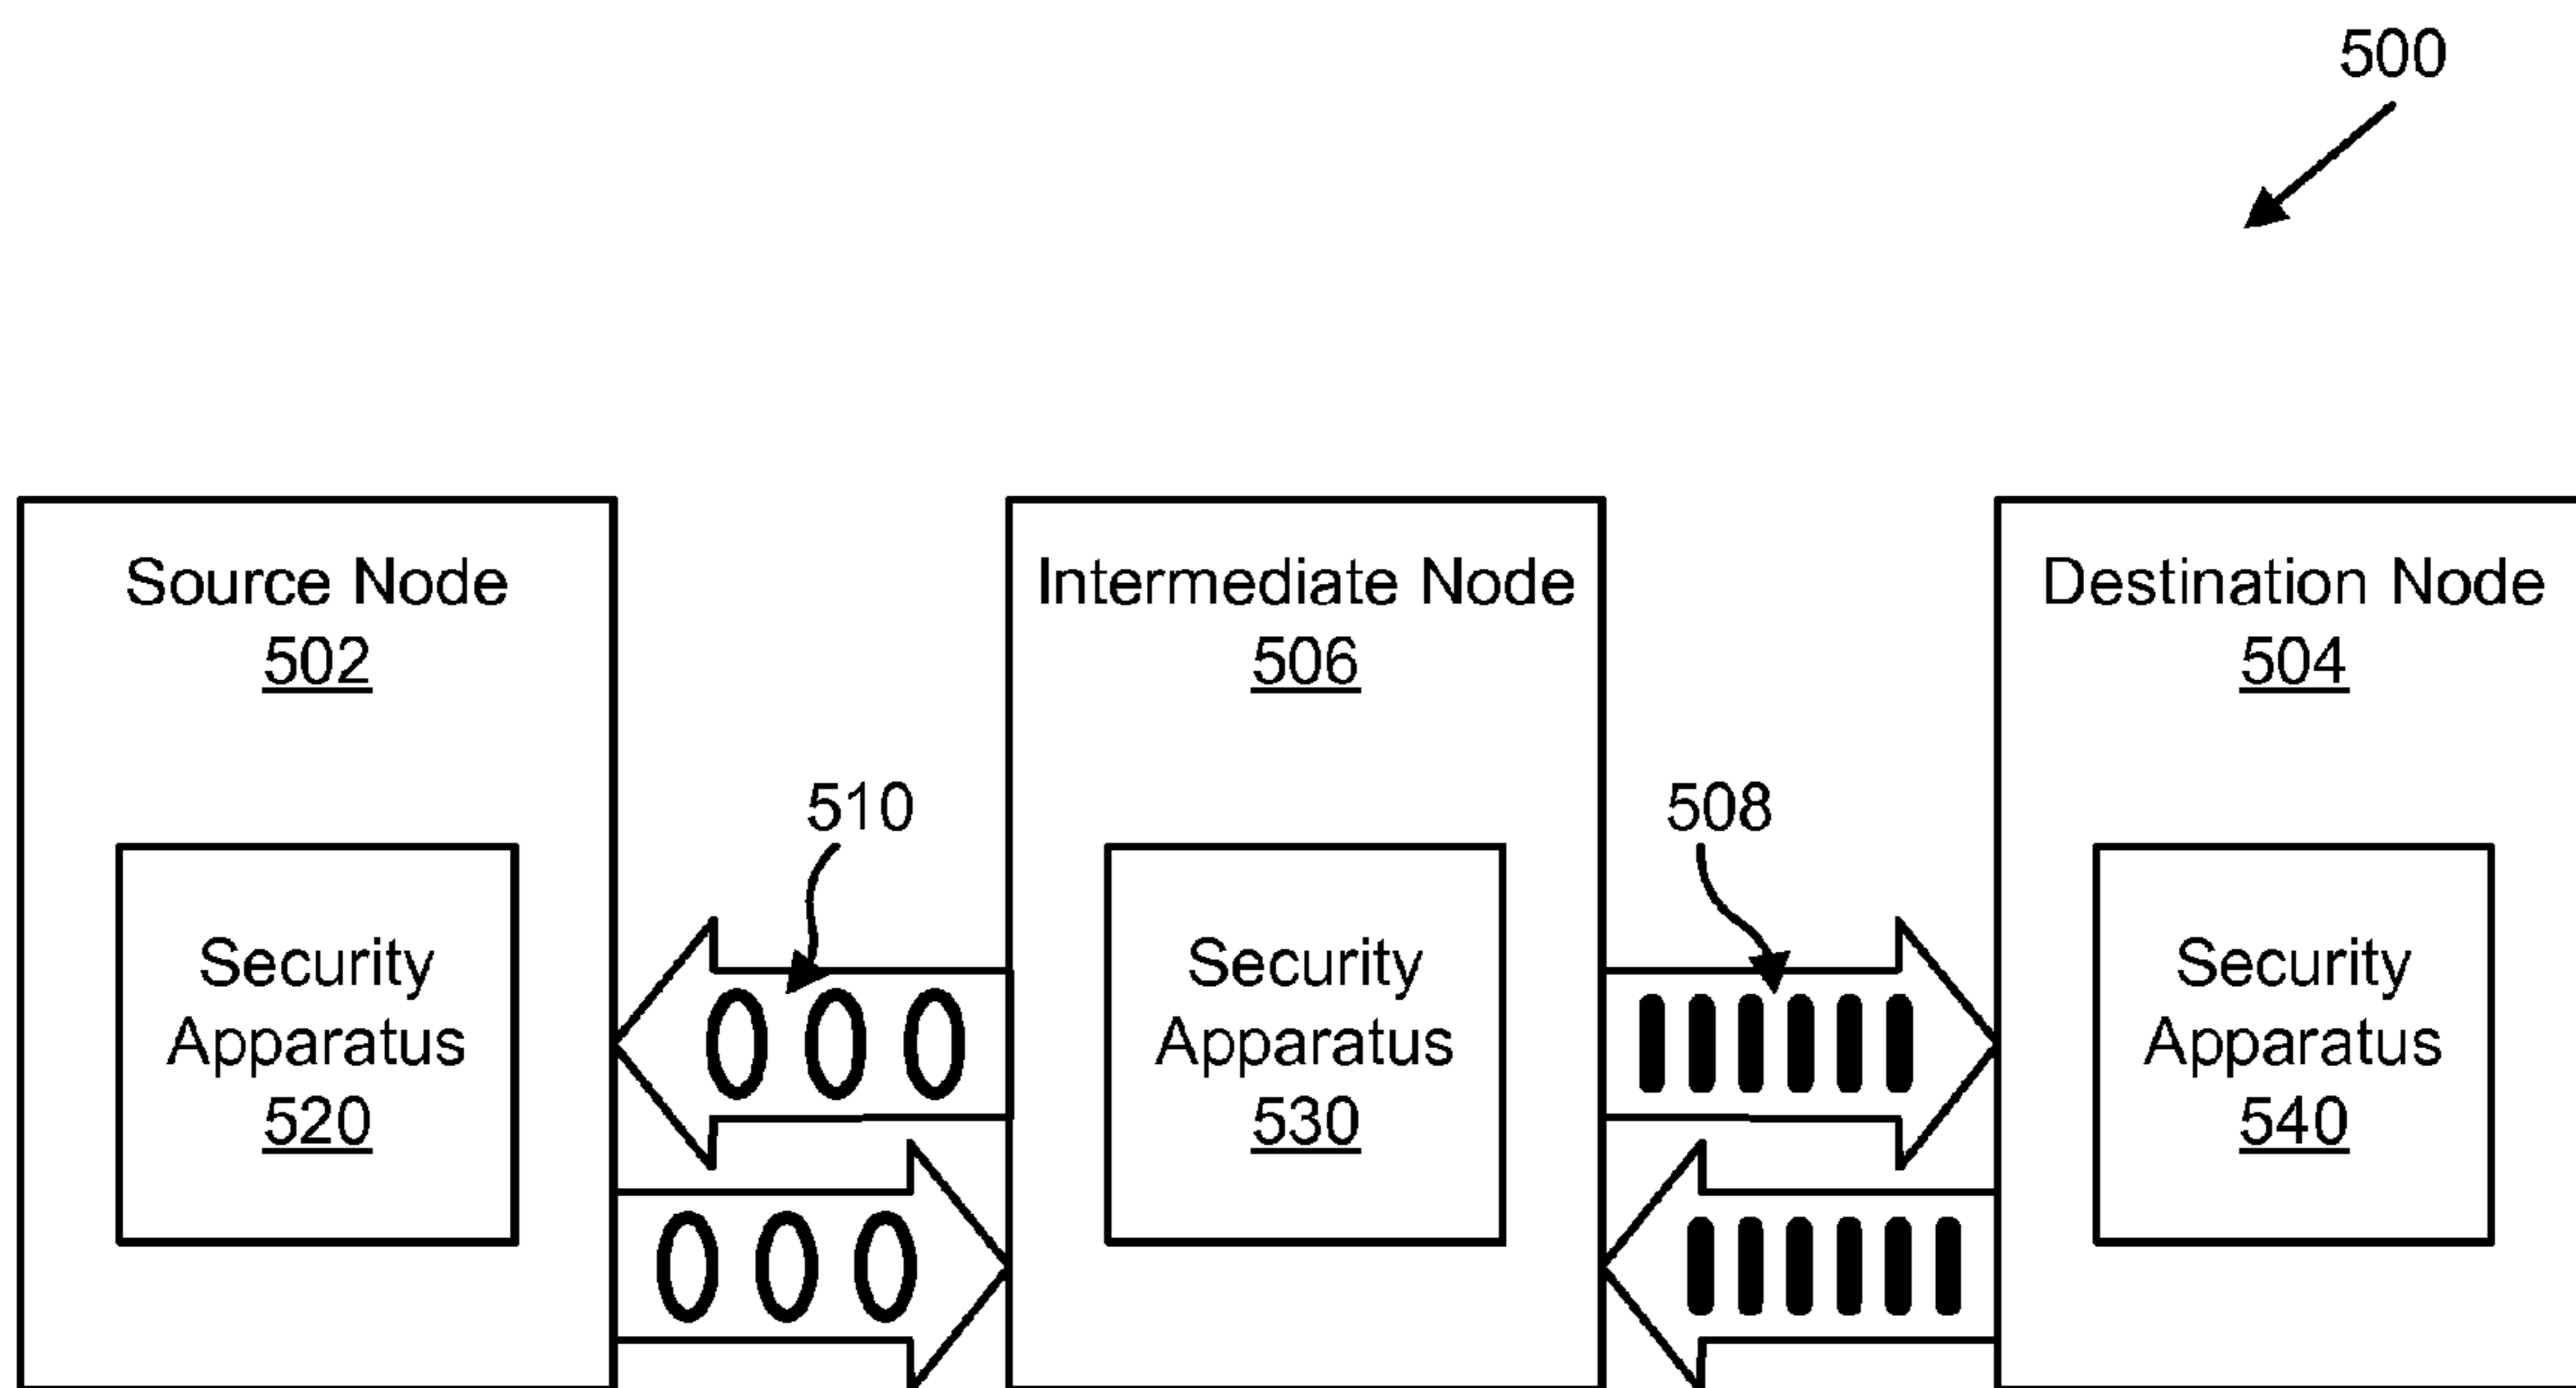 500
Source Node
502
Intermediate Node
506
Destination Node
504
510
508
Security
Apparatus
520
Security
Apparatus
530
Security
Apparatus
540